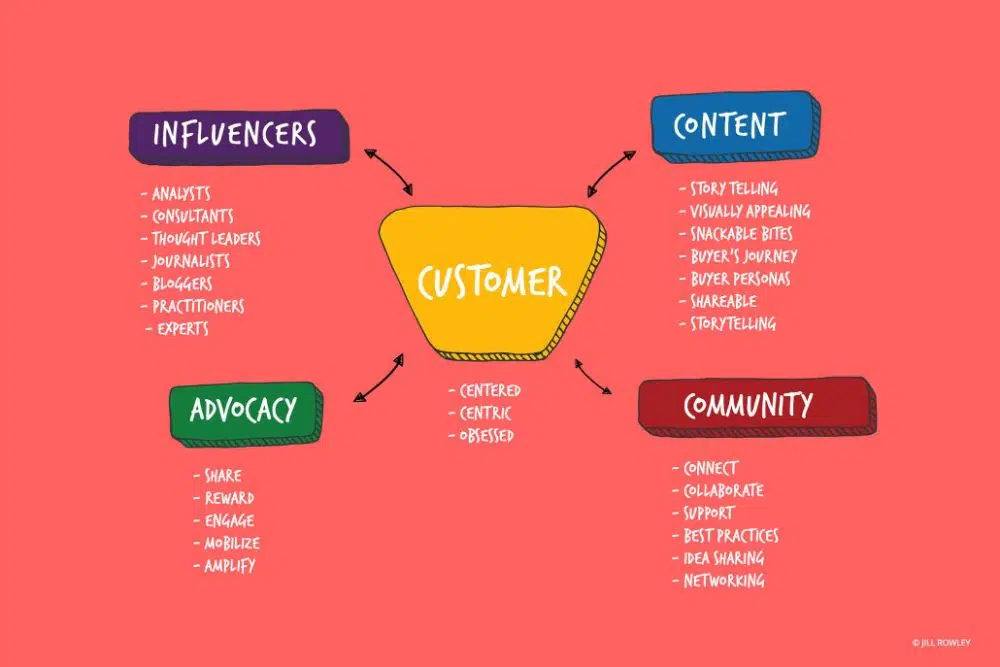 INFLUENCERS
- ANALYSTS
- CONSULTANTS
- THOUGHT LEADERS
- JOURNALISTS
- BLOGGERS
- PRACTITIONERS
- EXPERTS
CONTENT
- STORY TELLING
- VISUALLY APPEALING
- SNACKABLE BITES
- BUYER'S JOURNEY
- BUYER PERSONAS
- SHAREABLE
- STORYTELLING
CUSTOMER
- CENTERED
- CENTRIC
- OBSESSED
ADVOCACY
- SHARE
- REWARD
- ENGAGE
- MOBILIZE
- AMPLIFY
COMMUNITY
- CONNECT
- COLLABORATE
- SUPPORT
- BEST PRACTICES
- IDEA SHARING
- NETWORKING
© JILL ROWLEY